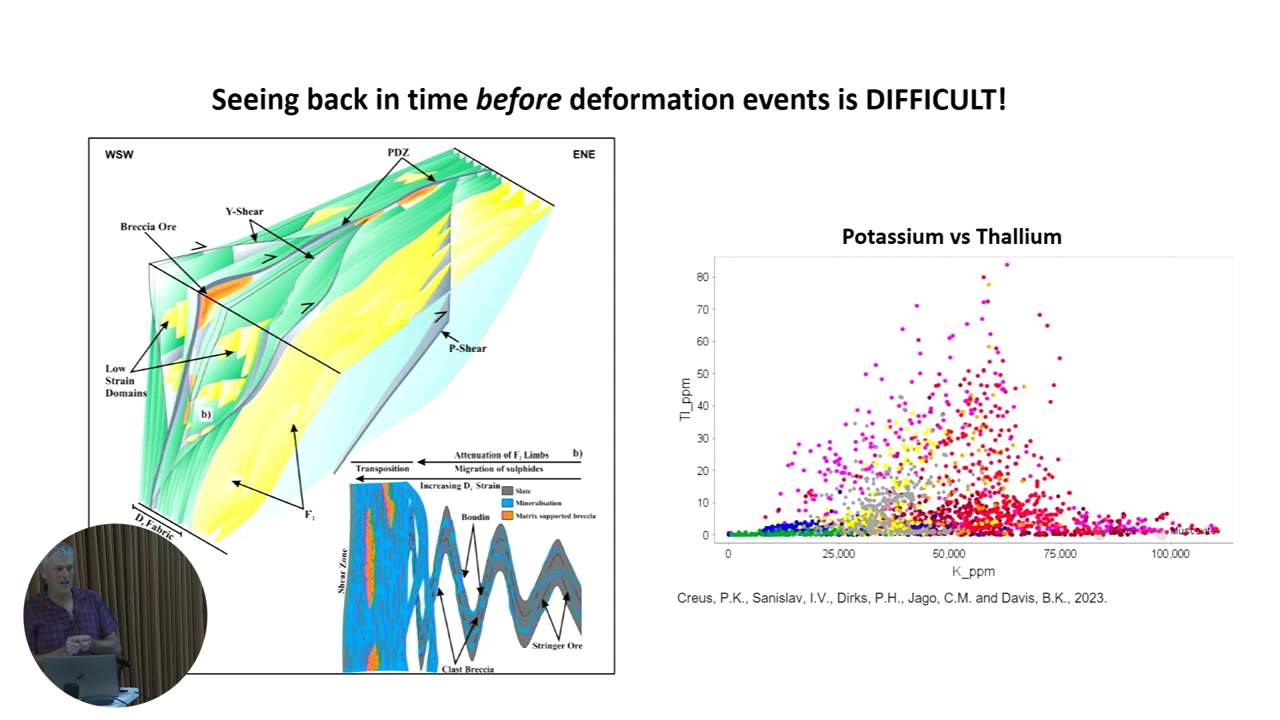 Seeing back in time before deformation events is DIFFICULT!
WSW
PDZ
ENE
Y-Shear
Breccia Ore
P-Shear
Low
Strain
Domains
b)
F2
D4 Fabric
Attenuation of F2 Limbs
b)
Transposition
Migration of sulphides
Increasing D4 Strain
Slate
Mineralisation
Matrix supported breccia
Boudin
Shear Zone
Stringer Ore
Clast Breccia
Potassium vs Thallium
Tl_ppm
80
70
60
50
40
30
20
10
0
0
25,000
50,000
75,000
100,000
K_ppm
Muscovite
Creus, P.K., Sanislav, I.V., Dirks, P.H., Jago, C.M. and Davis, B.K., 2023.